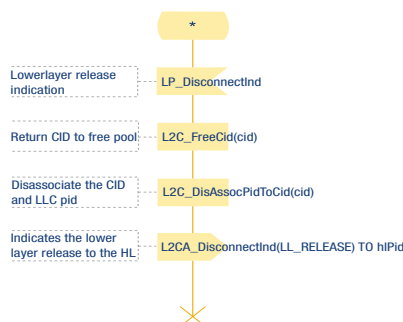 *
Lowerlayer release
indication
LP_DisconnectInd
Return CID to free pool
L2C_FreeCid(cid)
Disassociate the CID
and LLC pid
L2C_DisAssocPidToCid(cid)
Indicates the lower
layer release to the HL
L2CA_DisconnectInd(LL_RELEASE) TO hlPid